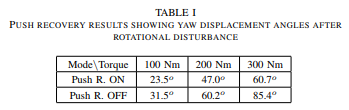 TABLE I
PUSH RECOVERY RESULTS SHOWING YAW DISPLACEMENT ANGLES AFTER
ROTATIONAL DISTURBANCE
Mode\Torque 100 Nm 200 Nm 300 Nm
Push R. ON 23.5° 47.0° 60.7°
Push R. OFF 31.5° 60.2° 85.4°